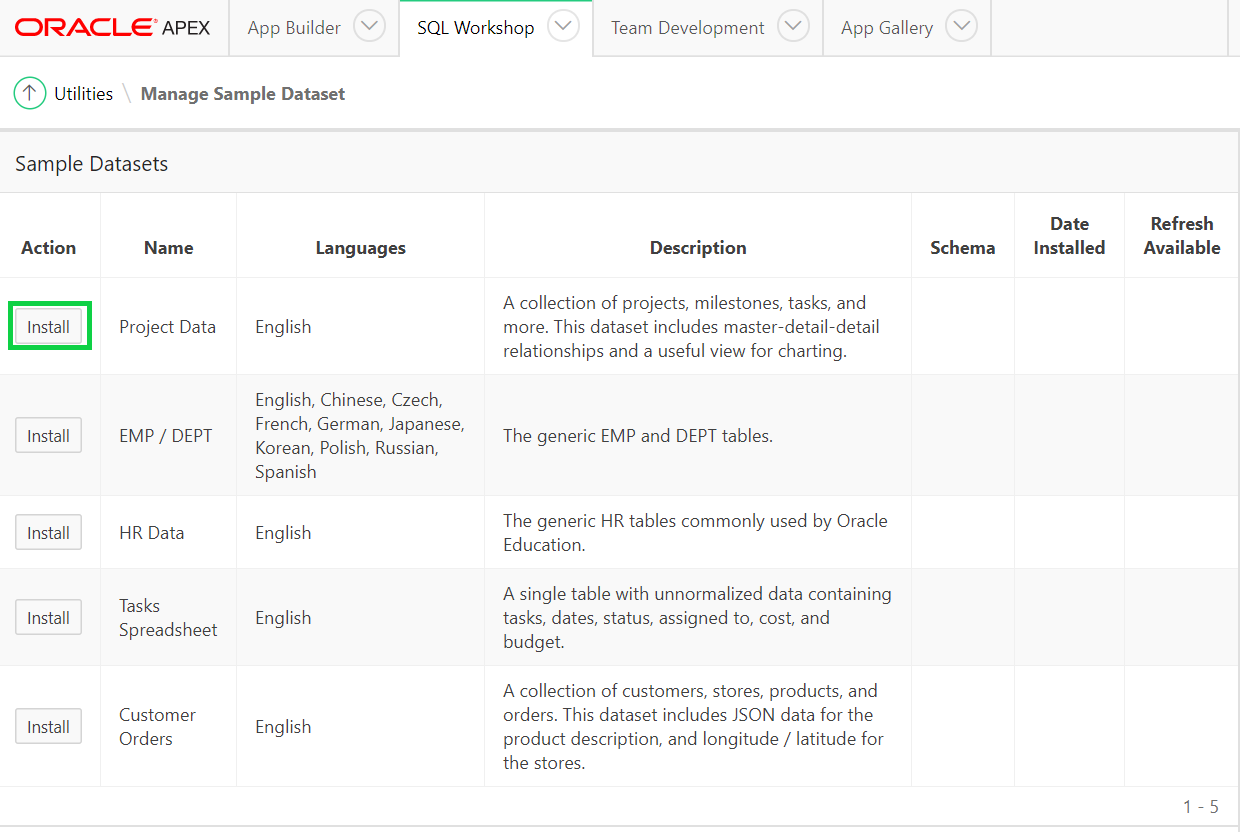 ORACLE APEX App Builder SQL Workshop Team Development App Gallery
Utilities \ Manage Sample Dataset
Sample Datasets
Action Name Languages Description Schema Date Installed Refresh Available
Install Project Data English
A collection of projects, milestones, tasks, and
more. This dataset includes master-detail-detail
relationships and a useful view for charting.
Install EMP / DEPT
English, Chinese, Czech,
French, German, Japanese,
Korean, Polish, Russian,
Spanish
The generic EMP and DEPT tables.
Install HR Data English
The generic HR tables commonly used by Oracle
Education.
Install
Tasks
Spreadsheet
English
A single table with unnormalized data containing
tasks, dates, status, assigned to, cost, and
budget.
Install
Customer
Orders
English
A collection of customers, stores, products, and
orders. This dataset includes JSON data for the
product description, and longitude / latitude for
the stores.
1 - 5